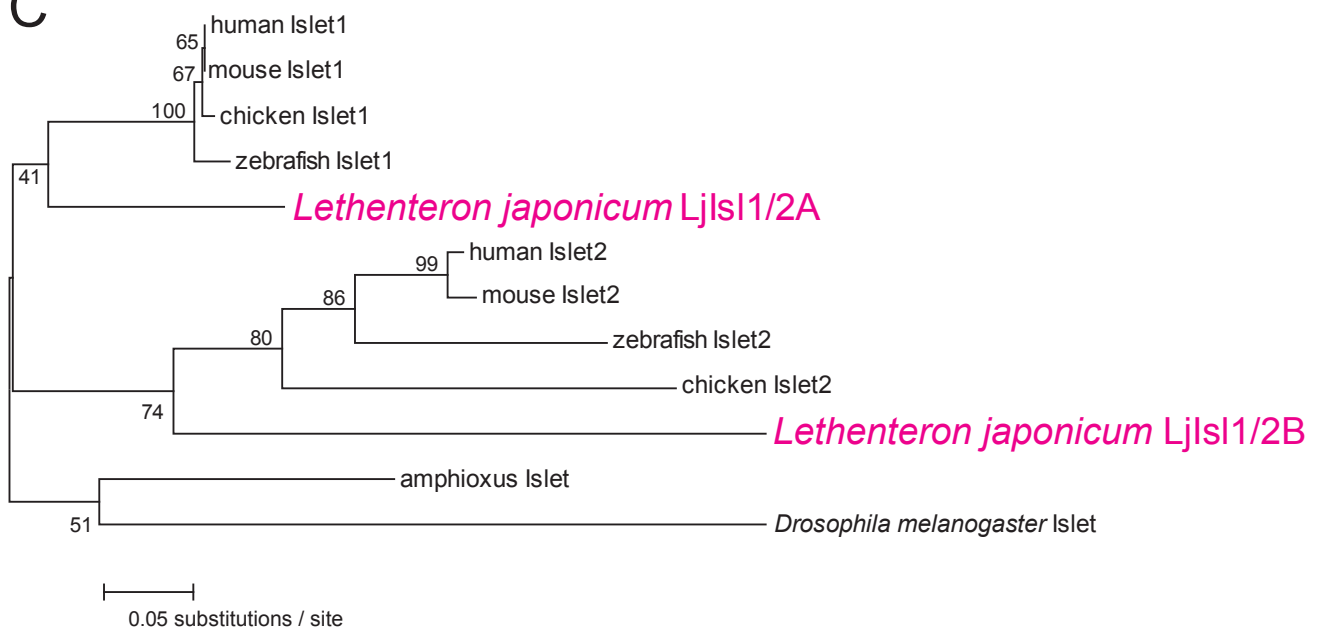 C
human Islet1
65
mouse Islet1
67
100
chicken Islet1
zebrafish Islet1
41
Lethenteron japonicum LjIsl1/2A
human Islet2
99
mouse Islet2
86
zebrafish Islet2
80
chicken Islet2
74
Lethenteron japonicum LjIsl1/2B
amphioxus Islet
51
Drosophila melanogaster Islet
0.05 substitutions / site